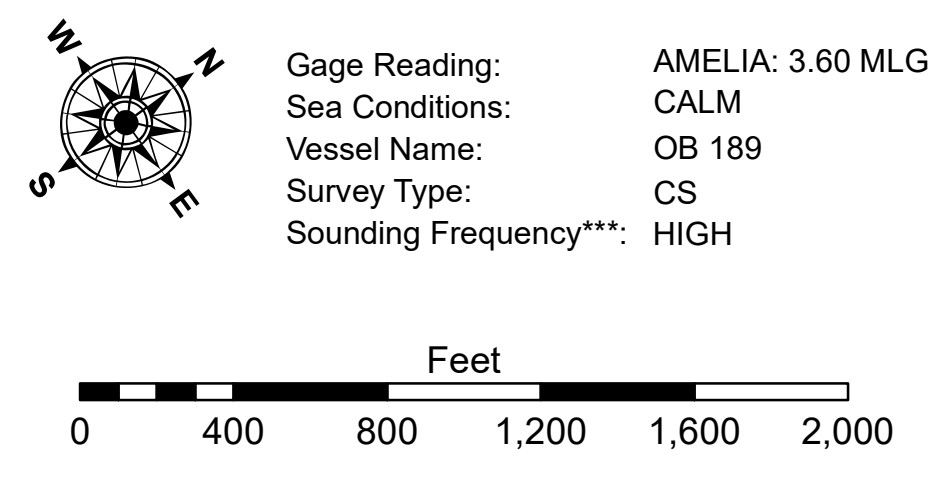 W
N
S
E
Gage Reading: AMELIA: 3.60 MLG
Sea Conditions: CALM
Vessel Name: OB 189
Survey Type: CS
Sounding Frequency***: HIGH
Feet
0 400 800 1,200 1,600 2,000